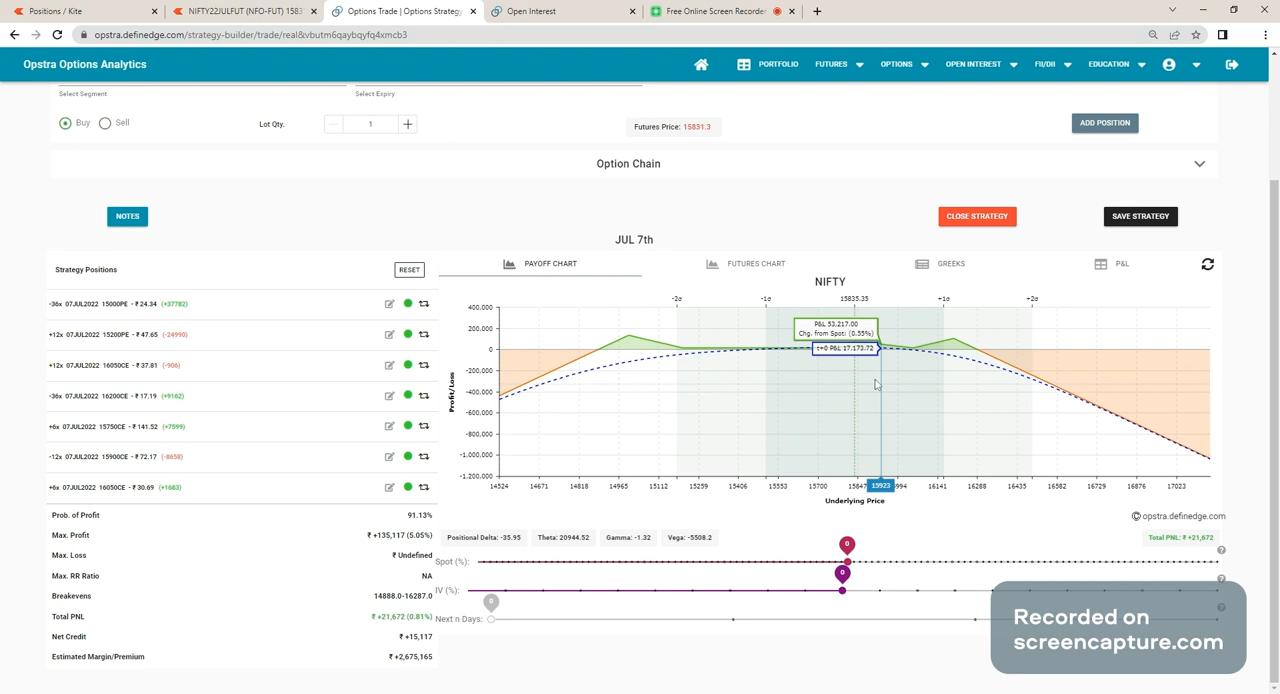 Positions / Kite
NIFTY22JULFUT (NFO-FUT) 1583
Options Trade | Options Strategy
Open Interest
Free Online Screen Recorder
opstra.definedge.com/strategy-builder/trade/real&vbutm6qaybqyfq4xmcb3
Opstra Options Analytics
PORTFOLIO FUTURES OPTIONS OPEN INTEREST FII/DII EDUCATION
Select Segment Select Expiry
Buy Sell Lot Qty. 1 Futures Price: 15831.3 ADD POSITION
Option Chain
NOTES CLOSE STRATEGY SAVE STRATEGY
JUL 7th
Strategy Positions RESET
-36x 07JUL2022 15000PE - ₹ 24.34 (+37782)
+12x 07JUL2022 15200PE - ₹ 47.65 (-24990)
+12x 07JUL2022 16050CE - ₹ 37.81 (-906)
-36x 07JUL2022 16200CE - ₹ 17.19 (+9162)
+6x 07JUL2022 15750CE - ₹ 141.52 (+7599)
-12x 07JUL2022 15900CE - ₹ 72.17 (-8658)
+6x 07JUL2022 16050CE - ₹ 30.69 (+1683)
Prob. of Profit 91.13%
Max. Profit ₹ +135,117 (5.05%)
Max. Loss ₹ Undefined
Max. RR Ratio NA
Breakevens 14888.0-16287.0
Total PNL ₹ +21,672 (0.81%)
Net Credit ₹ +15,117
Estimated Margin/Premium ₹ +2,675,165
PAYOFF CHART FUTURES CHART GREEKS P&L
NIFTY
-2σ -1σ 15835.35 +1σ +2σ
400,000
200,000
0
-200,000
-400,000
-600,000
-800,000
-1,000,000
-1,200,000
Profit/Loss
P&L 53,217.00
Chg. from Spot: (0.55%)
t+0 P&L 17,173.72
14524 14671 14818 14965 15112 15259 15406 15553 15700 15847 15923 994 16141 16288 16435 16582 16729 16876 17023
Underlying Price
© opstra.definedge.com
Positional Delta: -35.95 Theta: 20944.52 Gamma: -1.32 Vega: -5508.2 Total PNL: ₹ +21,672
0
Spot (%):
0
IV (%):
0
Next n Days:
Recorded on
screencapture.com